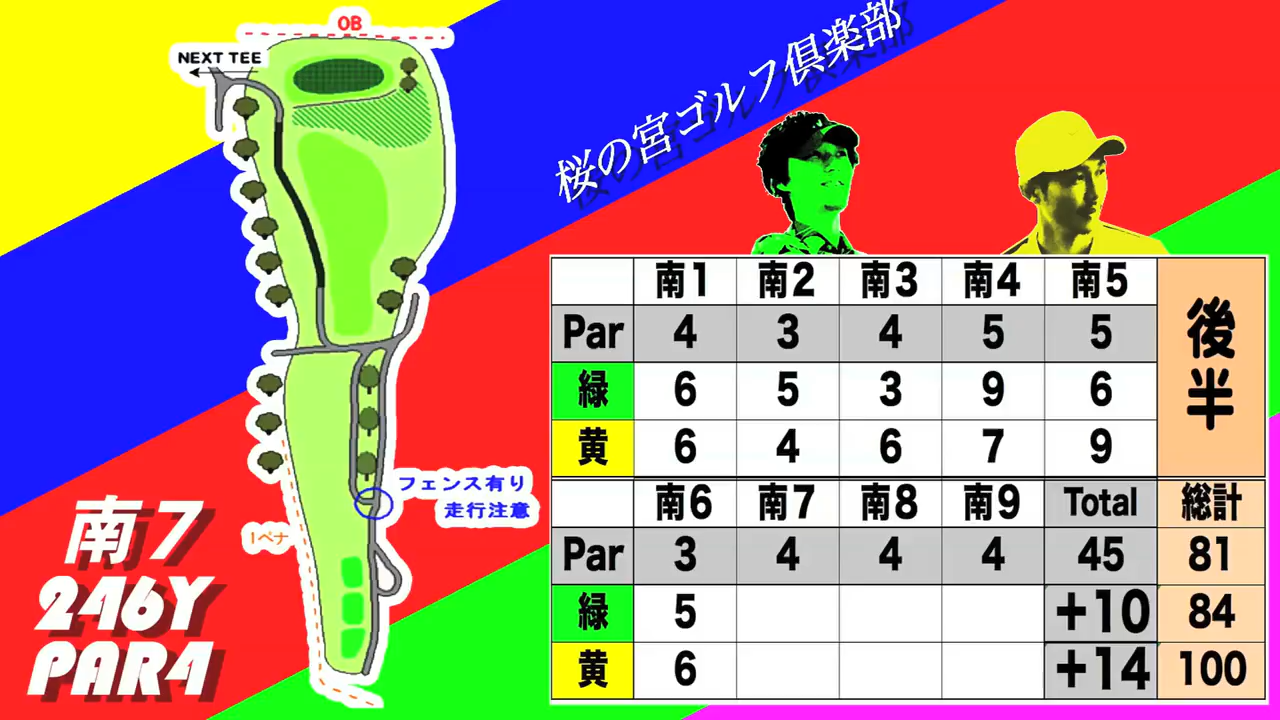 OB
NEXT TEE
桜の宮ゴルフ倶楽部
フェンス有り
走行注意
1ペナ
南7
246Y
PAR4
南1 南2 南3 南4 南5 後半
Par 4 3 4 5 5
緑 6 5 3 9 6
黄 6 4 6 7 9
南6 南7 南8 南9 Total 総計
Par 3 4 4 4 45 81
緑 5 +10 84
黄 6 +14 100